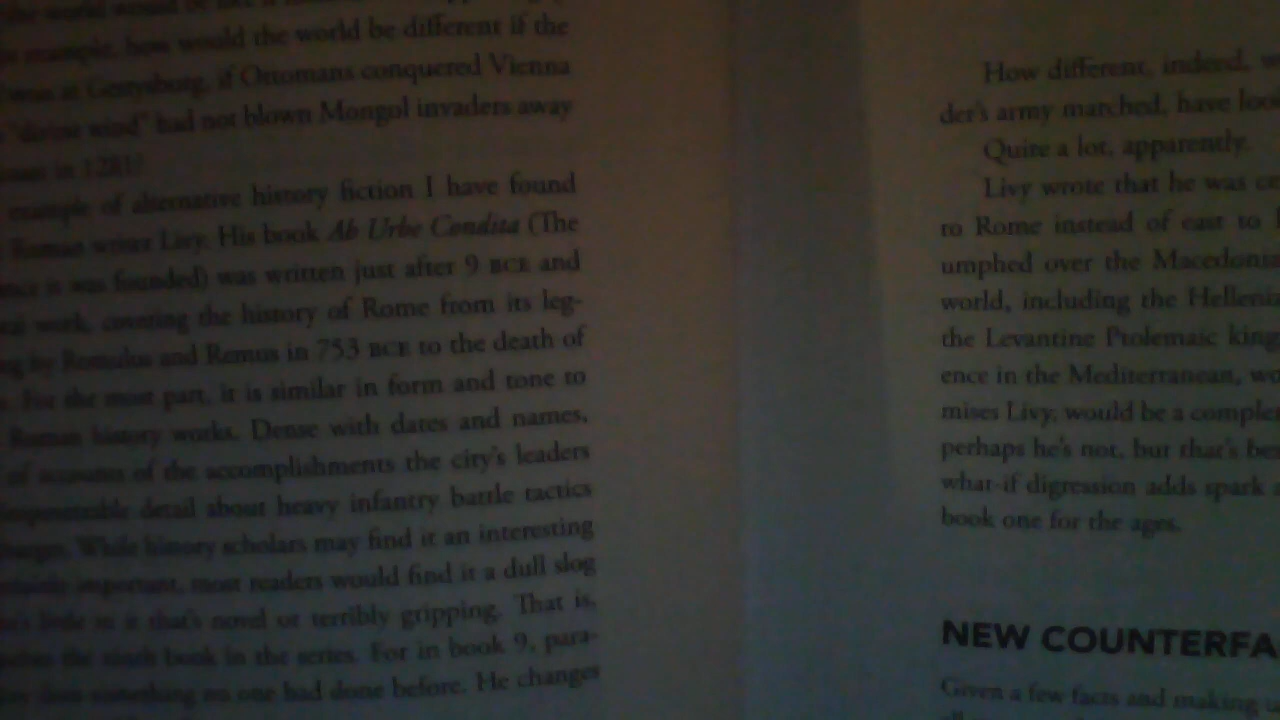 example, how would the world be different if the
at Gettysburg, if Ottomans conquered Vienna
"divine wind" had not blown Mongol invaders away
in 1281?
example of alternative history fiction I have found
Roman writer Livy. His book Ab Urbe Condita (The
it was founded) was written just after 9 BCE and
work, covering the history of Rome from its leg-
by Romulus and Remus in 753 BCE to the death of
For the most part, it is similar in form and tone to
Roman history works. Dense with dates and names,
of accounts of the accomplishments the city's leaders
detail about heavy infantry battle tactics
While history scholars may find it an interesting
important, most readers would find it a dull slog
little in it that's novel or terribly gripping. That is,
the ninth book in the series. For in book 9, para-
something no one had done before. He changes
How different, indeed, w
der's army marched, have loo
Quite a lot, apparently.
Livy wrote that he was
to Rome instead of east to
umphed over the Macedonia
world, including the Helleni
the Levantine Ptolemaic king
ence in the Mediterranean, wo
mises Livy, would be a comple
perhaps he's not, but that's bes
what-if digression adds spark
book one for the ages.
NEW COUNTERFA
Given a few facts and making u